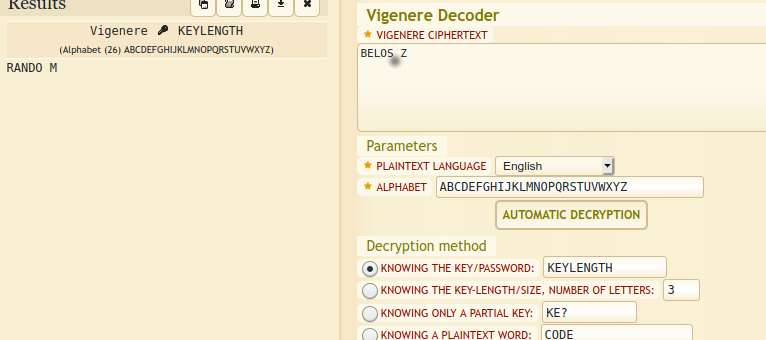 Results
Vigenere KEYLENGTH
(Alphabet (26) ABCDEFGHIJKLMNOPQRSTUVWXYZ)
RANDO M
Vigenere Decoder
VIGENERE CIPHERTEXT
BELOS Z
Parameters
PLAINTEXT LANGUAGE English
ALPHABET ABCDEFGHIJKLMNOPQRSTUVWXYZ
AUTOMATIC DECRYPTION
Decryption method
KNOWING THE KEY/PASSWORD: KEYLENGTH
KNOWING THE KEY-LENGTH/SIZE, NUMBER OF LETTERS: 3
KNOWING ONLY A PARTIAL KEY: KE?
KNOWING A PLAINTEXT WORD: CODE